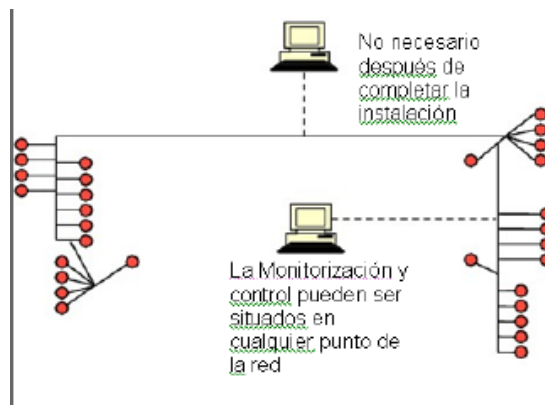 No necesario
después de
completar la
instalación
La Monitorización y
control pueden ser
situados en
cualquier punto de
la red